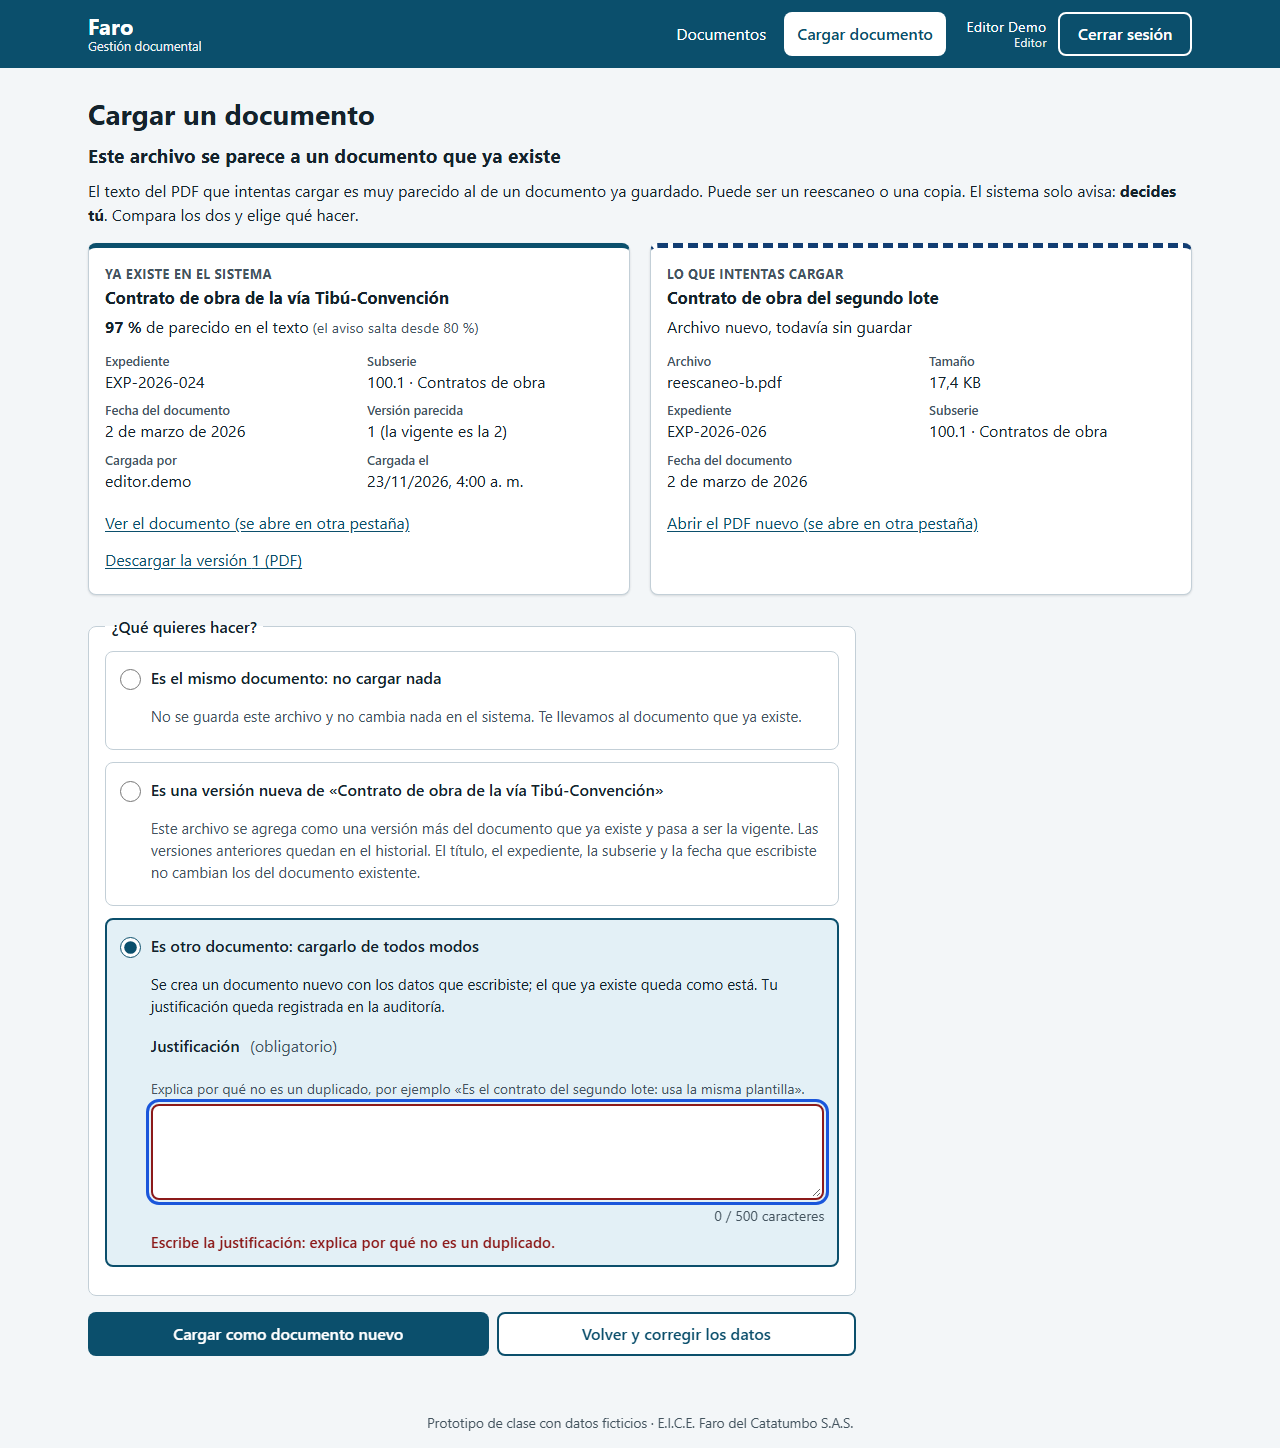 Faro
Gestión documental
Documentos
Cargar documento
Editor Demo
Editor
Cerrar sesión
Cargar un documento
Este archivo se parece a un documento que ya existe
El texto del PDF que intentas cargar es muy parecido al de un documento ya guardado. Puede ser un reescaneo o una copia. El sistema solo avisa: decides
tú. Compara los dos y elige qué hacer.
YA EXISTE EN EL SISTEMA
Contrato de obra de la vía Tibú-Convención
97 % de parecido en el texto (el aviso salta desde 80 %)
Expediente
EXP-2026-024
Subserie
100.1 · Contratos de obra
Fecha del documento
2 de marzo de 2026
Versión parecida
1 (la vigente es la 2)
Cargada por
editor.demo
Cargada el
23/11/2026, 4:00 a. m.
Ver el documento (se abre en otra pestaña)
Descargar la versión 1 (PDF)
LO QUE INTENTAS CARGAR
Contrato de obra del segundo lote
Archivo nuevo, todavía sin guardar
Archivo
reescaneo-b.pdf
Tamaño
17,4 KB
Expediente
EXP-2026-026
Subserie
100.1 · Contratos de obra
Fecha del documento
2 de marzo de 2026
Abrir el PDF nuevo (se abre en otra pestaña)
¿Qué quieres hacer?
Es el mismo documento: no cargar nada
No se guarda este archivo y no cambia nada en el sistema. Te llevamos al documento que ya existe.
Es una versión nueva de «Contrato de obra de la vía Tibú-Convención»
Este archivo se agrega como una versión más del documento que ya existe y pasa a ser la vigente. Las
versiones anteriores quedan en el historial. El título, el expediente, la subserie y la fecha que escribiste
no cambian los del documento existente.
Es otro documento: cargarlo de todos modos
Se crea un documento nuevo con los datos que escribiste; el que ya existe queda como está. Tu
justificación queda registrada en la auditoría.
Justificación (obligatorio)
Explica por qué no es un duplicado, por ejemplo «Es el contrato del segundo lote: usa la misma plantilla».
0 / 500 caracteres
Escribe la justificación: explica por qué no es un duplicado.
Cargar como documento nuevo
Volver y corregir los datos
Prototipo de clase con datos ficticios · E.I.C.E. Faro del Catatumbo S.A.S.